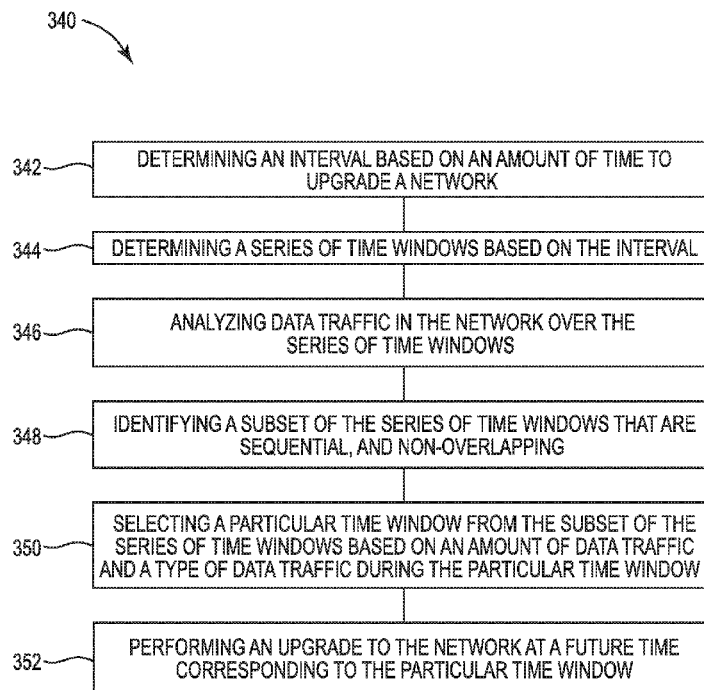 340
342
DETERMINING AN INTERVAL BASED ON AN AMOUNT OF TIME TO
UPGRADE A NETWORK
344
DETERMINING A SERIES OF TIME WINDOWS BASED ON THE INTERVAL
346
ANALYZING DATA TRAFFIC IN THE NETWORK OVER THE
SERIES OF TIME WINDOWS
348
IDENTIFYING A SUBSET OF THE SERIES OF TIME WINDOWS THAT ARE
SEQUENTIAL, AND NON-OVERLAPPING
350
SELECTING A PARTICULAR TIME WINDOW FROM THE SUBSET OF THE
SERIES OF TIME WINDOWS BASED ON AN AMOUNT OF DATA TRAFFIC
AND A TYPE OF DATA TRAFFIC DURING THE PARTICULAR TIME WINDOW
352
PERFORMING AN UPGRADE TO THE NETWORK AT A FUTURE TIME
CORRESPONDING TO THE PARTICULAR TIME WINDOW